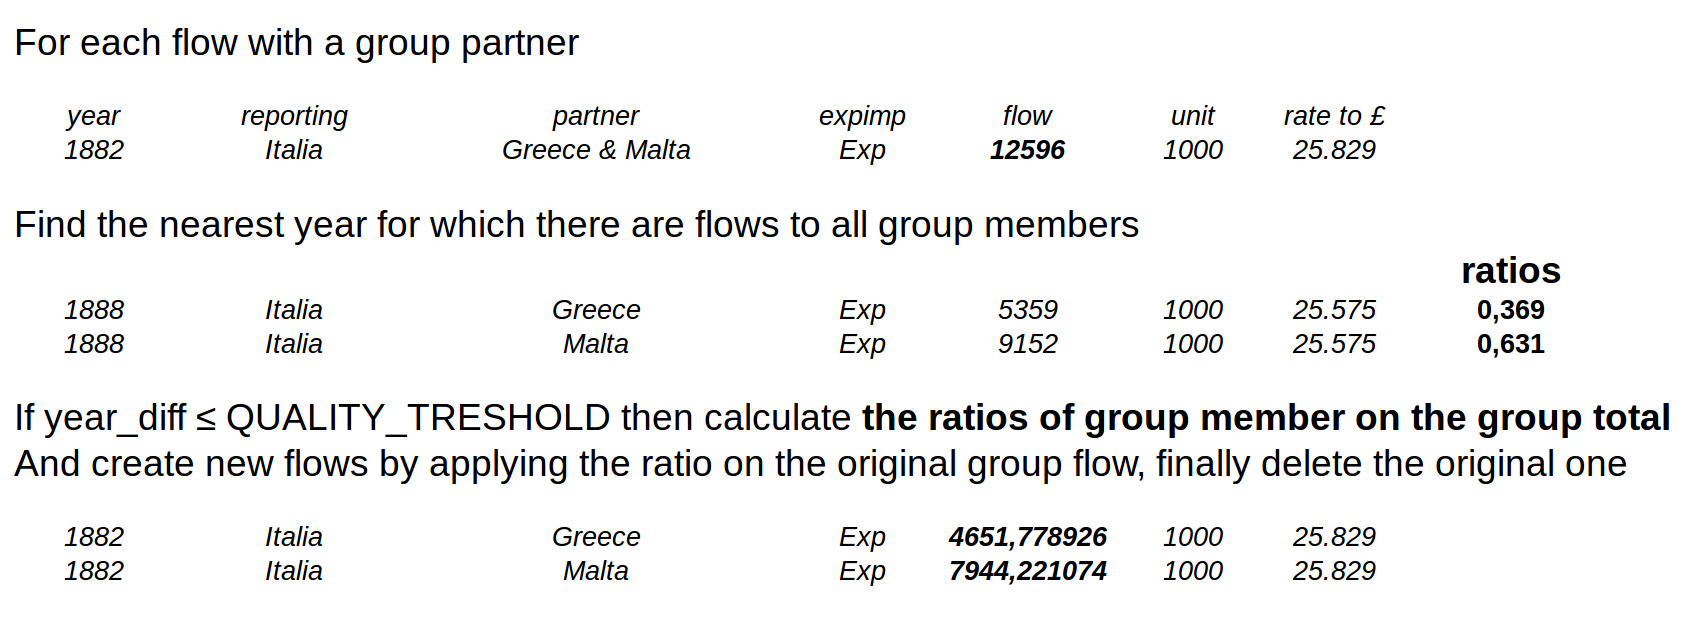 For each flow with a group partner
year reporting partner expimp flow unit rate to £
1882 Italia Greece & Malta Exp 12596 1000 25.829
Find the nearest year for which there are flows to all group members
ratios
1888 Italia Greece Exp 5359 1000 25.575 0,369
1888 Italia Malta Exp 9152 1000 25.575 0,631
If year_diff ≤ QUALITY_TRESHOLD then calculate the ratios of group member on the group total
And create new flows by applying the ratio on the original group flow, finally delete the original one
1882 Italia Greece Exp 4651,778926 1000 25.829
1882 Italia Malta Exp 7944,221074 1000 25.829